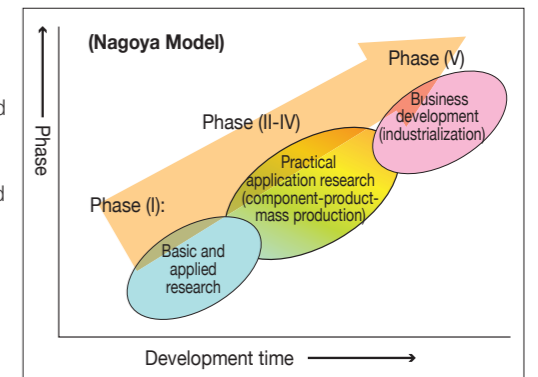 (Nagoya Model)
Phase (V)
Business
development
(industrialization)
Phase (II-IV)
Practical
application research
(component-product-
mass production)
Phase (I):
Basic and
applied
research
Phase
Development time
d
d